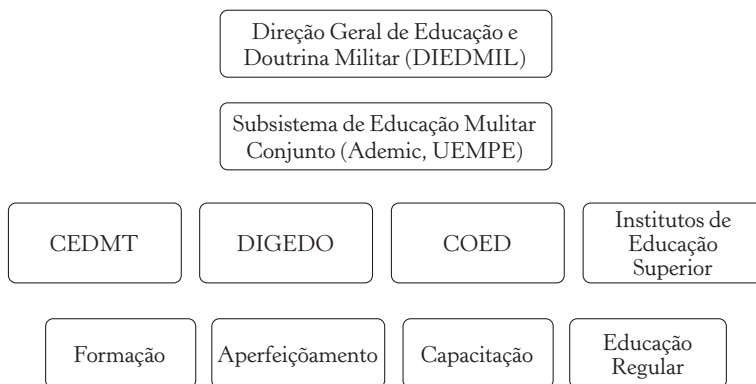 Direção Geral de Educação e
Doutrina Militar (DIEDMIL)
Subsistema de Educação Mulitar
Conjunto (Ademic, UEMPE)
CEDMT
DIGEDO
COED
Institutos de
Educação
Superior
Formação
Aperfeiçõamento
Capacitação
Educação
Regular